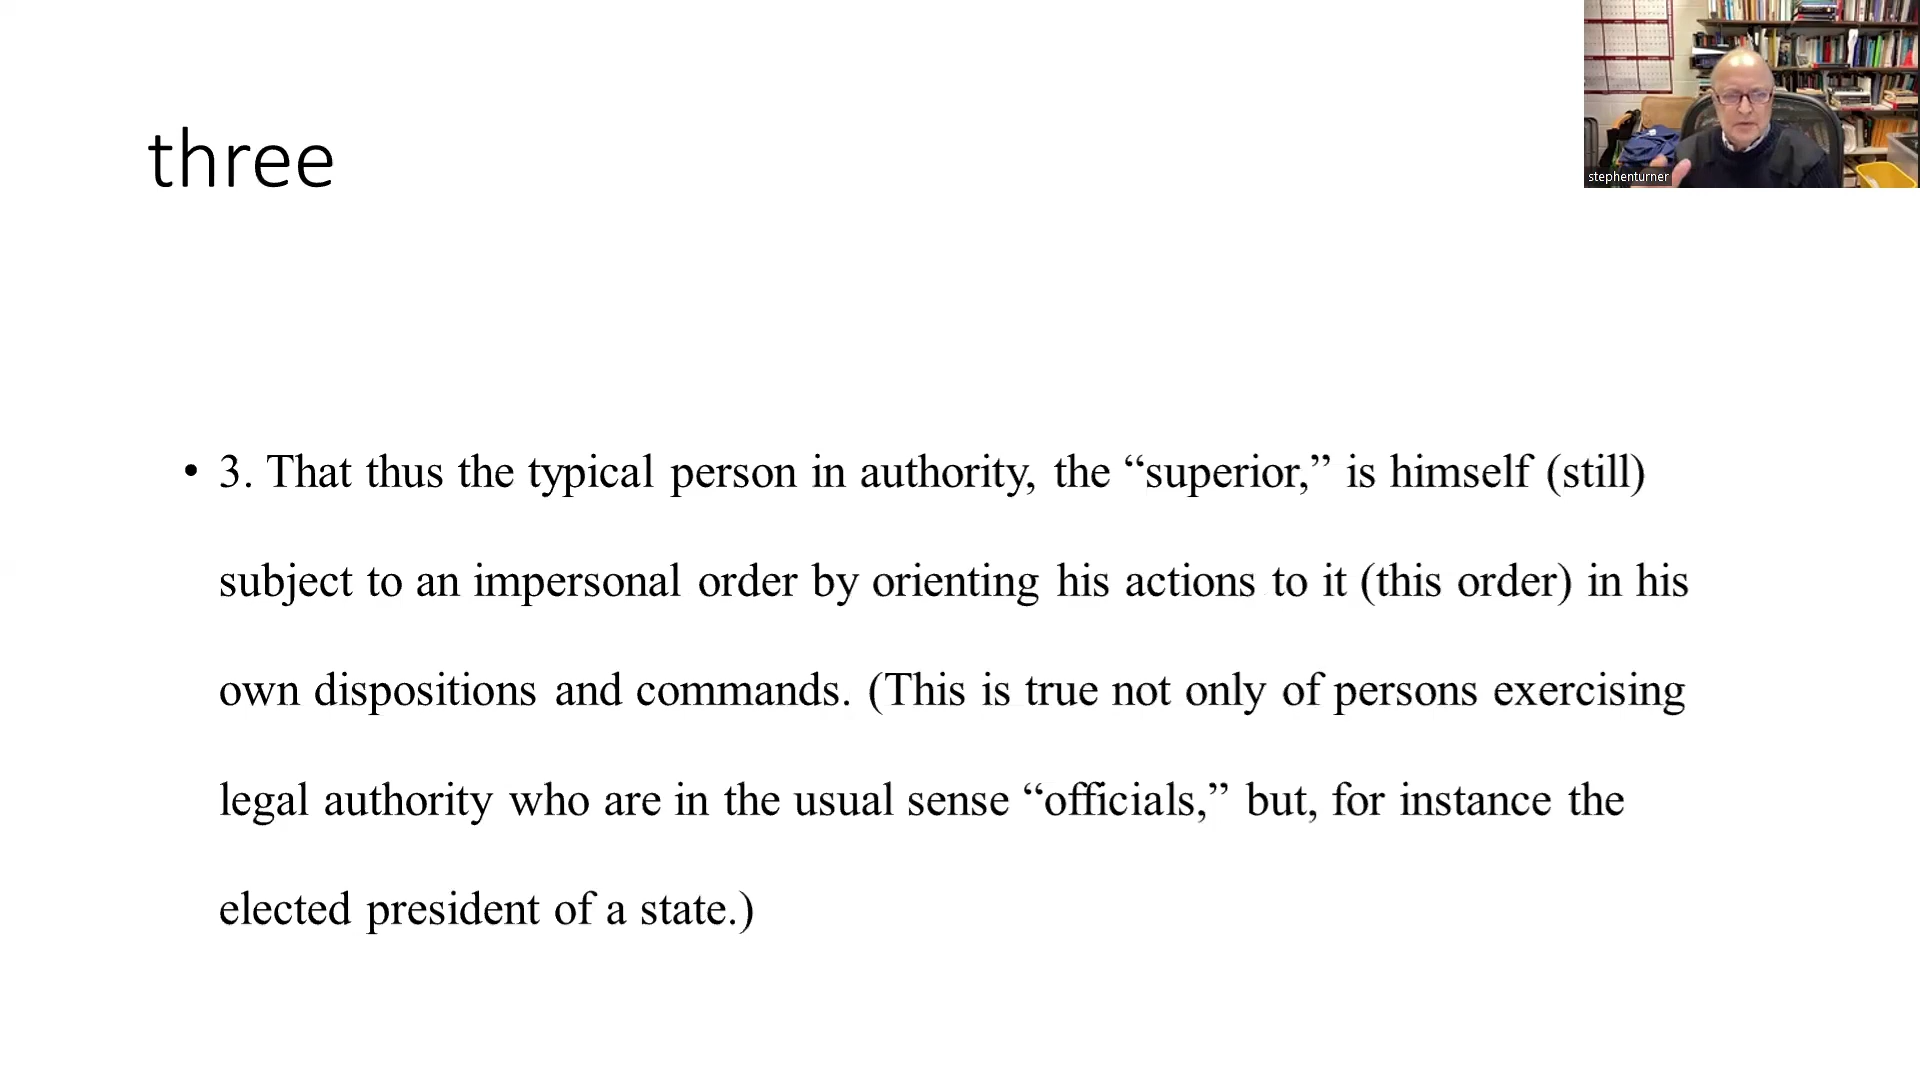 three
stephenturner
• 3. That thus the typical person in authority, the “superior,” is himself (still)
subject to an impersonal order by orienting his actions to it (this order) in his
own dispositions and commands. (This is true not only of persons exercising
legal authority who are in the usual sense “officials,” but, for instance the
elected president of a state.)